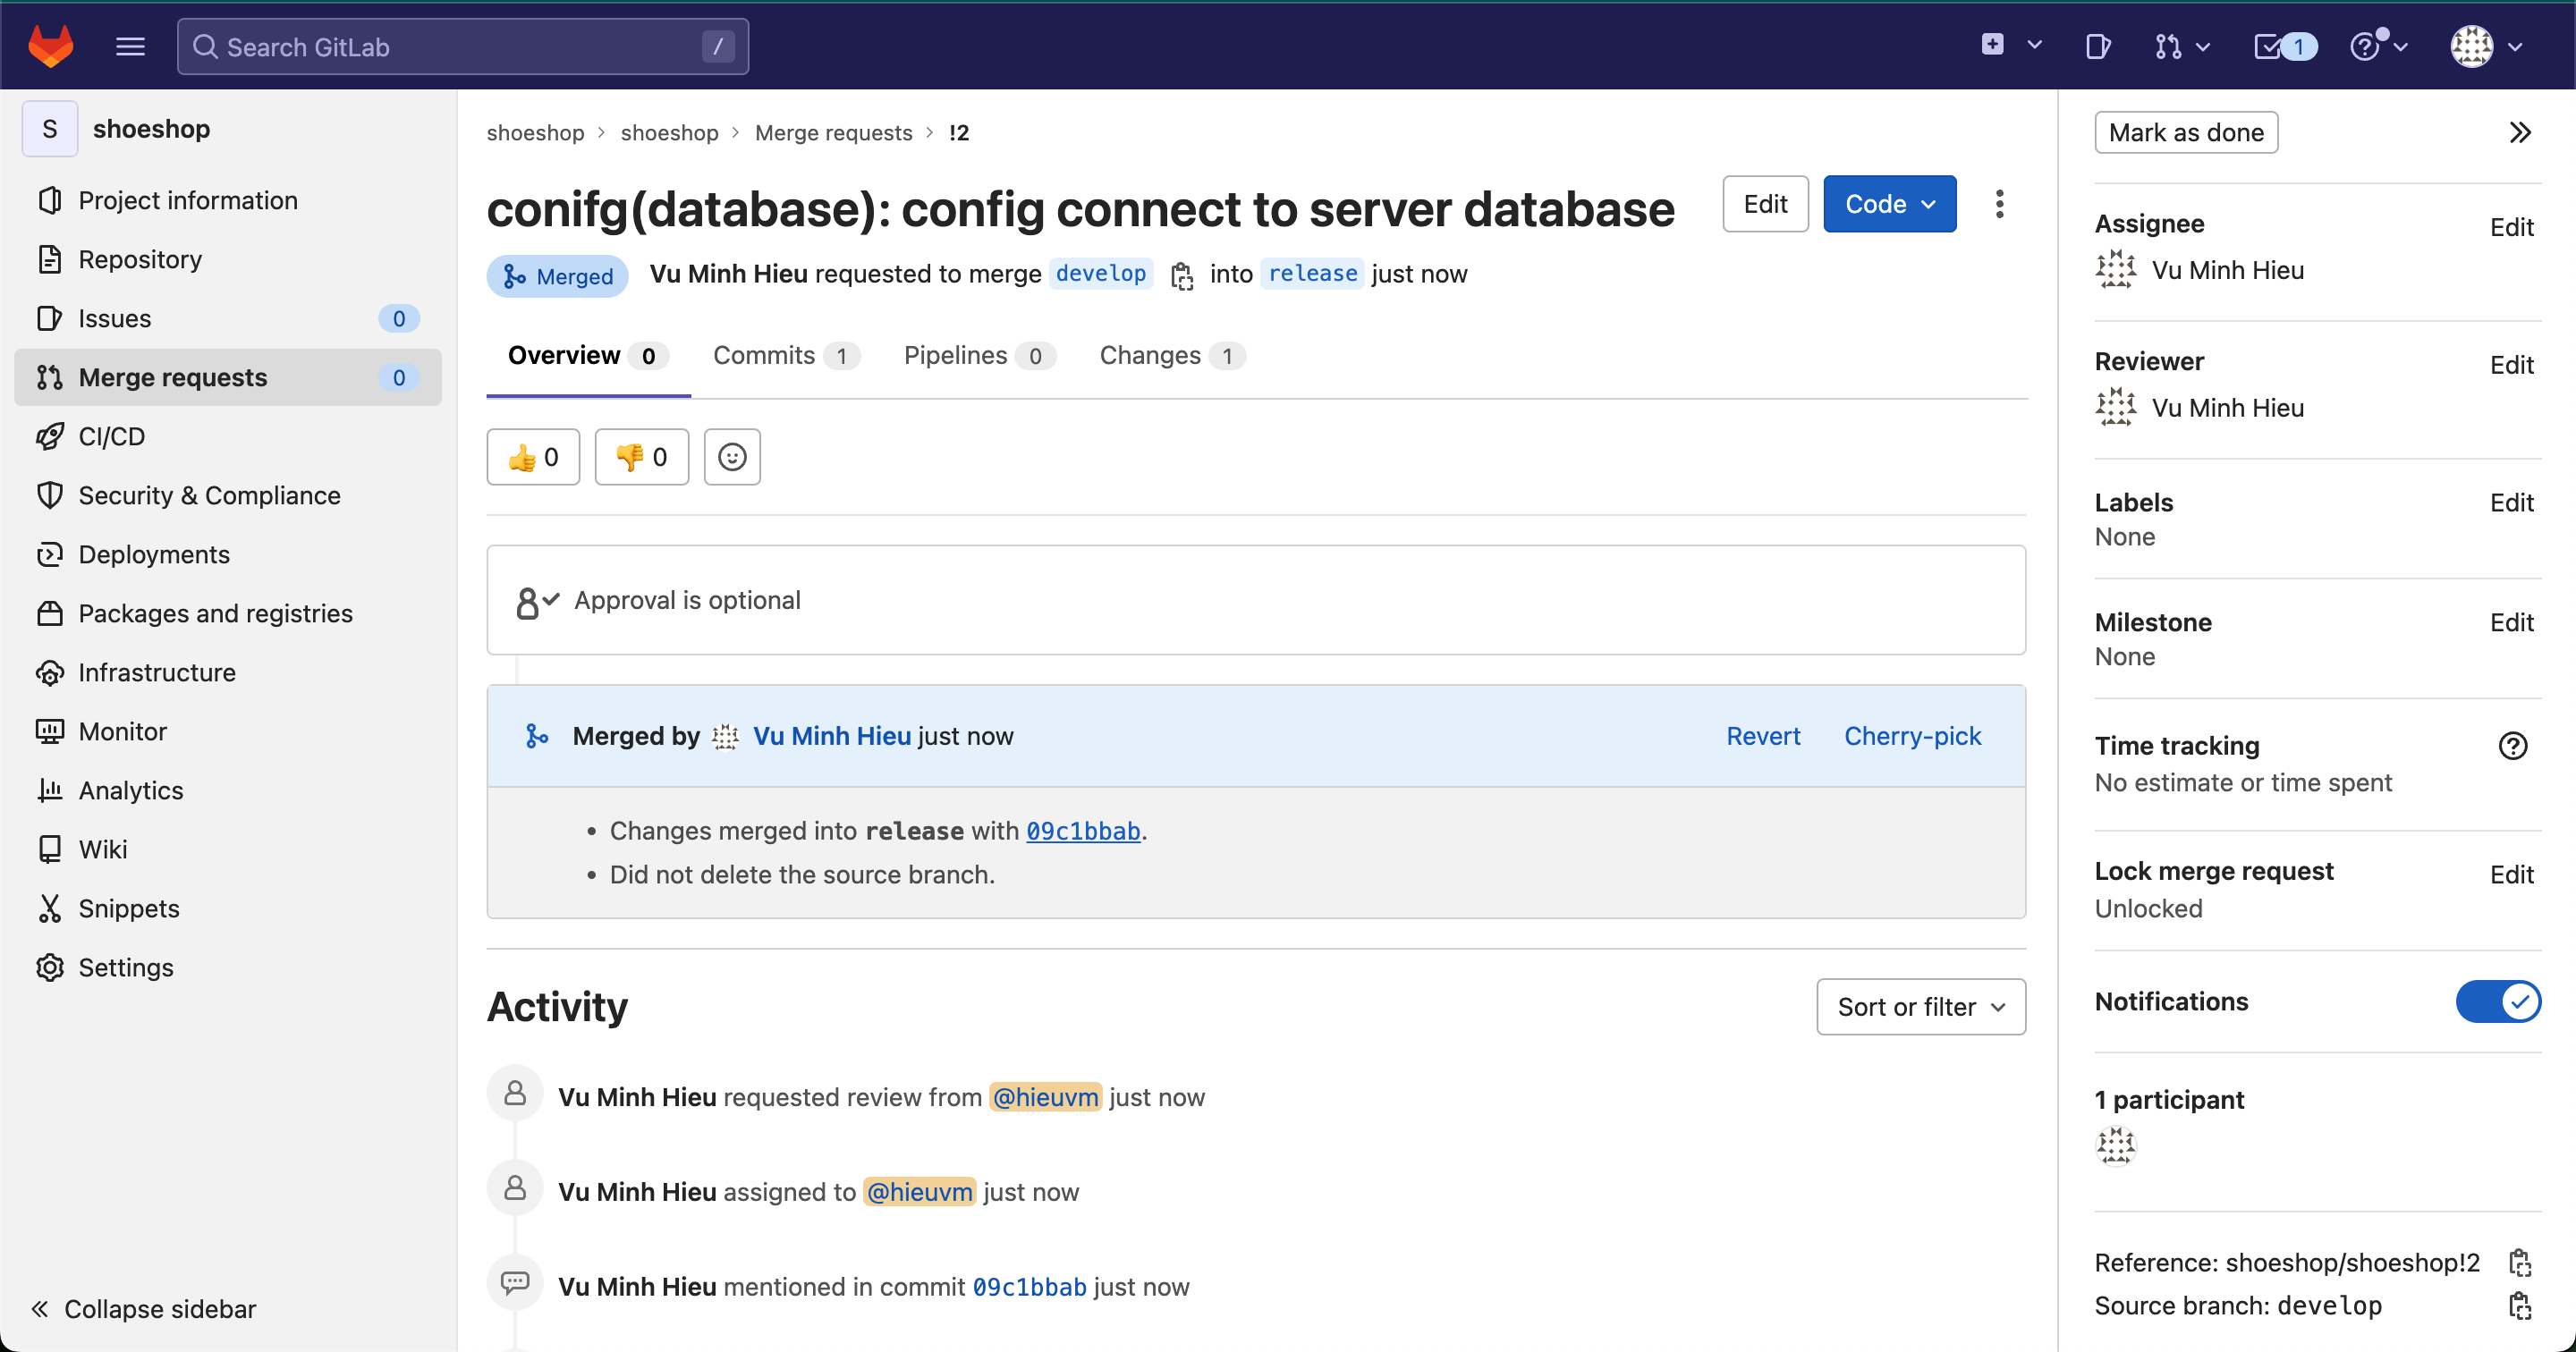 Search GitLab /
1
S shoeshop
Project information
Repository
Issues 0
Merge requests 0
CI/CD
Security & Compliance
Deployments
Packages and registries
Infrastructure
Monitor
Analytics
Wiki
Snippets
Settings
Collapse sidebar
shoeshop > shoeshop > Merge requests > !2
conifg(database): config connect to server database
Edit
Code
Merged Vu Minh Hieu requested to merge develop into release just now
Overview 0 Commits 1 Pipelines 0 Changes 1
👍 0 👎 0
Approval is optional
Merged by Vu Minh Hieu just now Revert Cherry-pick
• Changes merged into release with 09c1bbab.
• Did not delete the source branch.
Activity Sort or filter
Vu Minh Hieu requested review from @hieuvm just now
Vu Minh Hieu assigned to @hieuvm just now
Vu Minh Hieu mentioned in commit 09c1bbab just now
Mark as done
Assignee Edit
Vu Minh Hieu
Reviewer Edit
Vu Minh Hieu
Labels Edit
None
Milestone Edit
None
Time tracking
No estimate or time spent
Lock merge request Edit
Unlocked
Notifications
1 participant
Reference: shoeshop/shoeshop!2
Source branch: develop